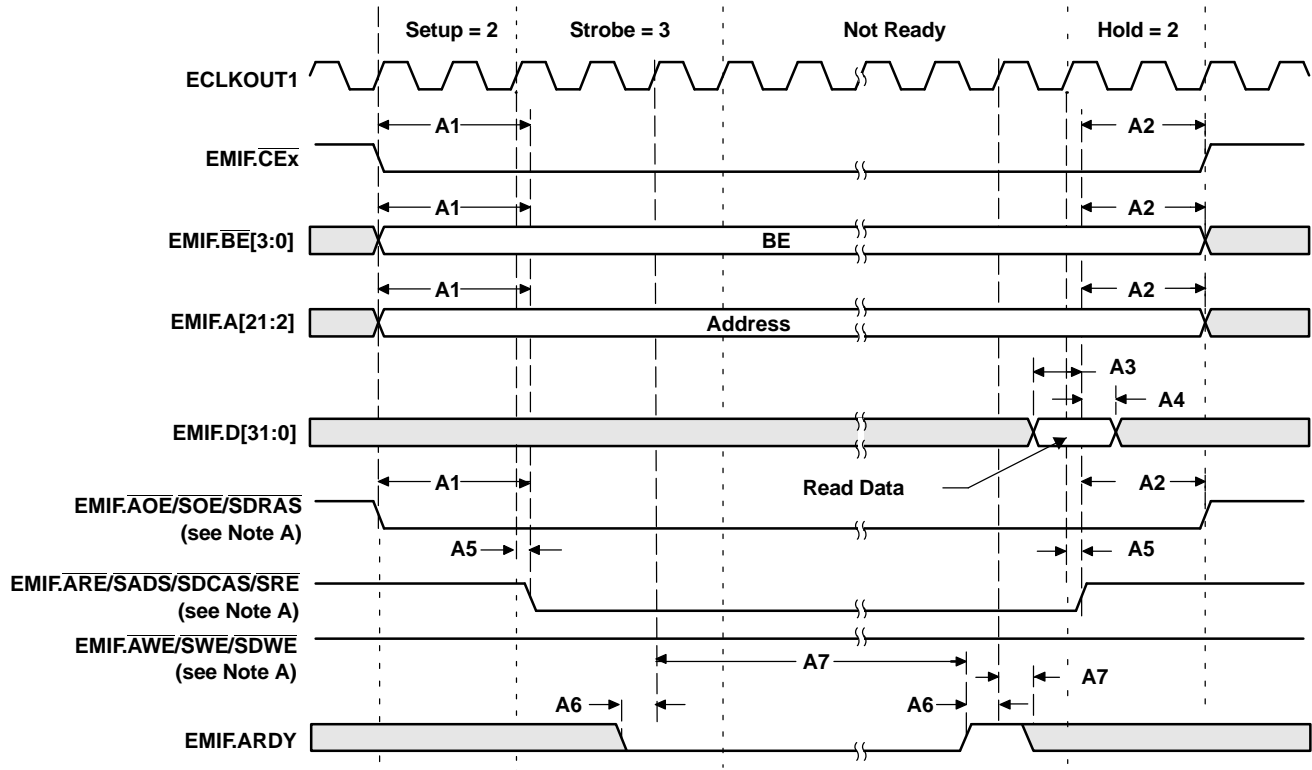 Setup = 2 Strobe = 3 Not Ready Hold = 2
ECLKOUT1
A1 A2
EMIF.CEx
A1 A2
EMIF.BE[3:0] BE
A1 A2
EMIF.A[21:2] Address
A3
A4
EMIF.D[31:0]
Read Data
A1 A2
EMIF.AOE/SOE/SDRAS
(see Note A)
A5 A5
EMIF.ARE/SADS/SDCAS/SRE
(see Note A)
EMIF.AWE/SWE/SDWE
(see Note A)
A7
A7
A6 A6
EMIF.ARDY